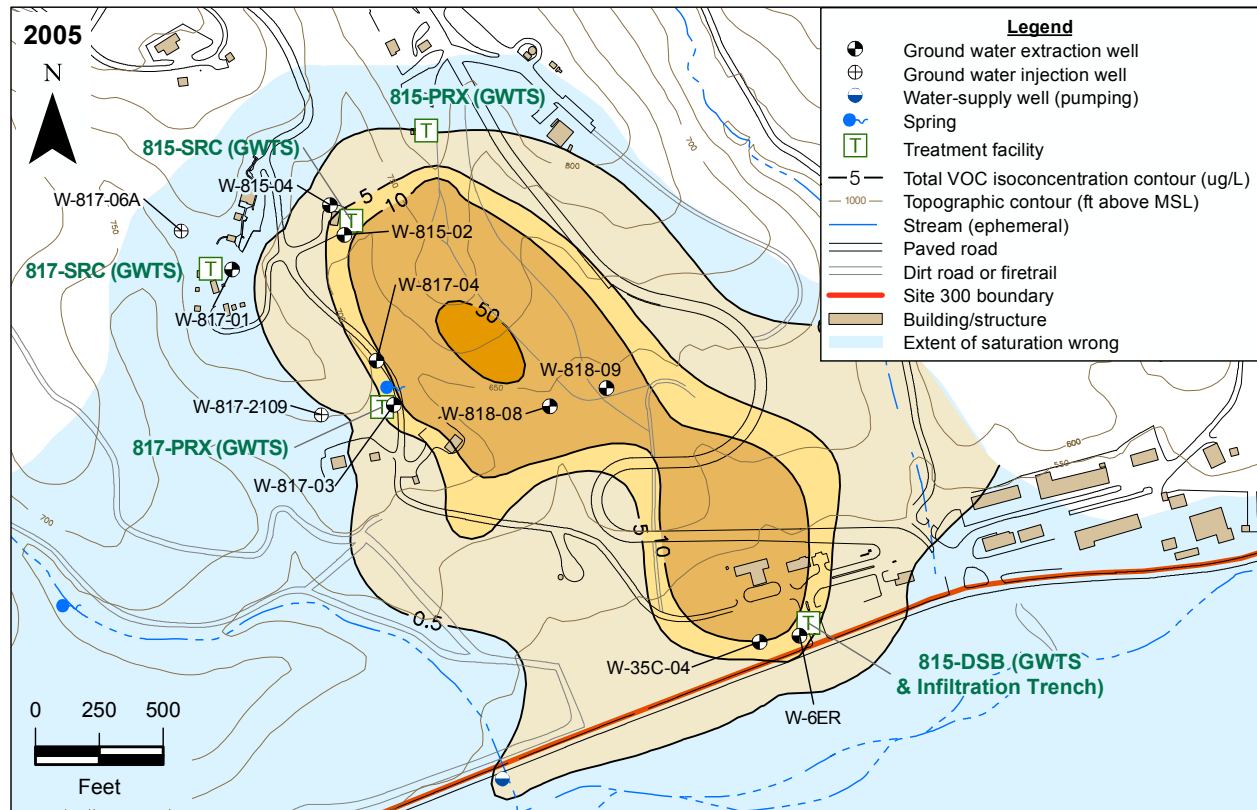 2005
N
815-PRX (GWTS)
815-SRC (GWTS)
W-815-04
W-817-06A
W-815-02
817-SRC (GWTS)
W-817-04
W-817-01
W-818-09
W-817-2109
W-818-08
817-PRX (GWTS)
W-817-03
W-35C-04
815-DSB (GWTS
& Infiltration Trench)
W-6ER
5
10
50
5
10
0.5
750
750
800
700
700
700
650
700
500
550
0 250 500
Feet
Legend
Ground water extraction well
Ground water injection well
Water-supply well (pumping)
Spring
T Treatment facility
5 Total VOC isoconcentration contour (ug/L)
1000 Topographic contour (ft above MSL)
Stream (ephemeral)
Paved road
Dirt road or firetrail
Site 300 boundary
Building/structure
Extent of saturation wrong
T
T
T
T
T